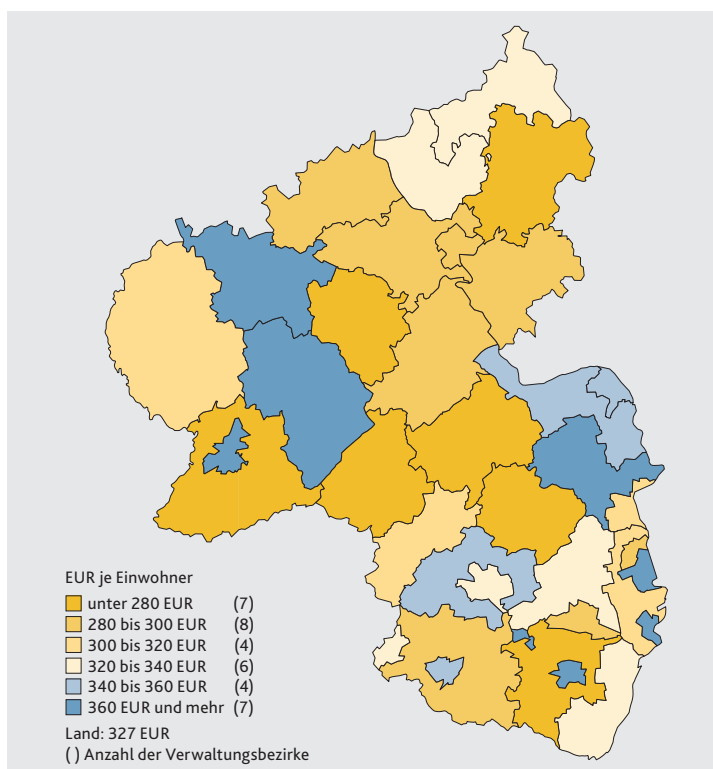 EUR je Einwohner
unter 280 EUR (7)
280 bis 300 EUR (8)
300 bis 320 EUR (4)
320 bis 340 EUR (6)
340 bis 360 EUR (4)
360 EUR und mehr (7)
Land: 327 EUR
( ) Anzahl der Verwaltungsbezirke